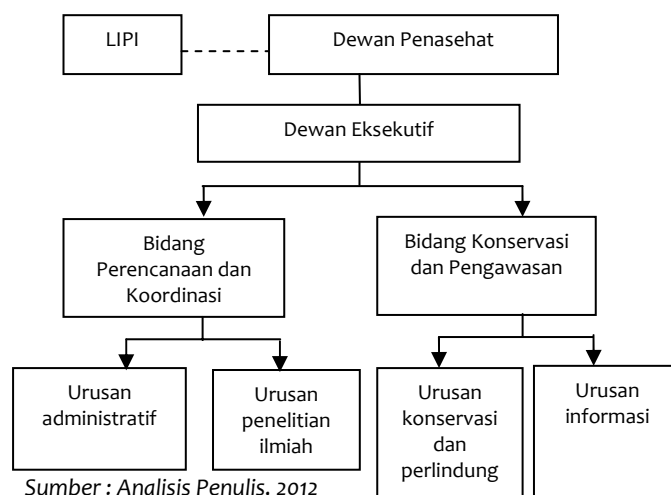 LIPI
Dewan Penasehat
Dewan Eksekutif
Bidang
Perencanaan dan
Koordinasi
Bidang Konservasi
dan Pengawasan
Urusan
administratif
Urusan
penelitian
ilmiah
Urusan
konservasi
dan
perlindung
Urusan
informasi
Sumber : Analisis Penulis, 2012